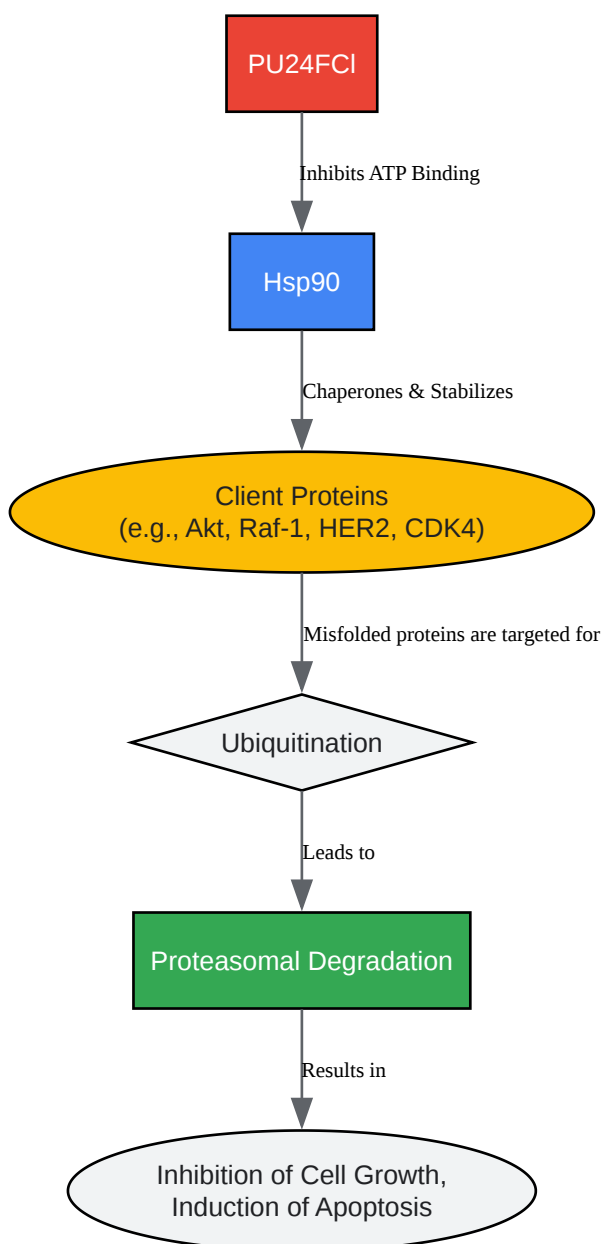 PU24FCl
Inhibits ATP Binding
Hsp90
Chaperones & Stabilizes
Client Proteins
(e.g., Akt, Raf-1, HER2, CDK4)
Misfolded proteins are targeted for
Ubiquitination
Leads to
Proteasomal Degradation
Results in
Inhibition of Cell Growth,
Induction of Apoptosis